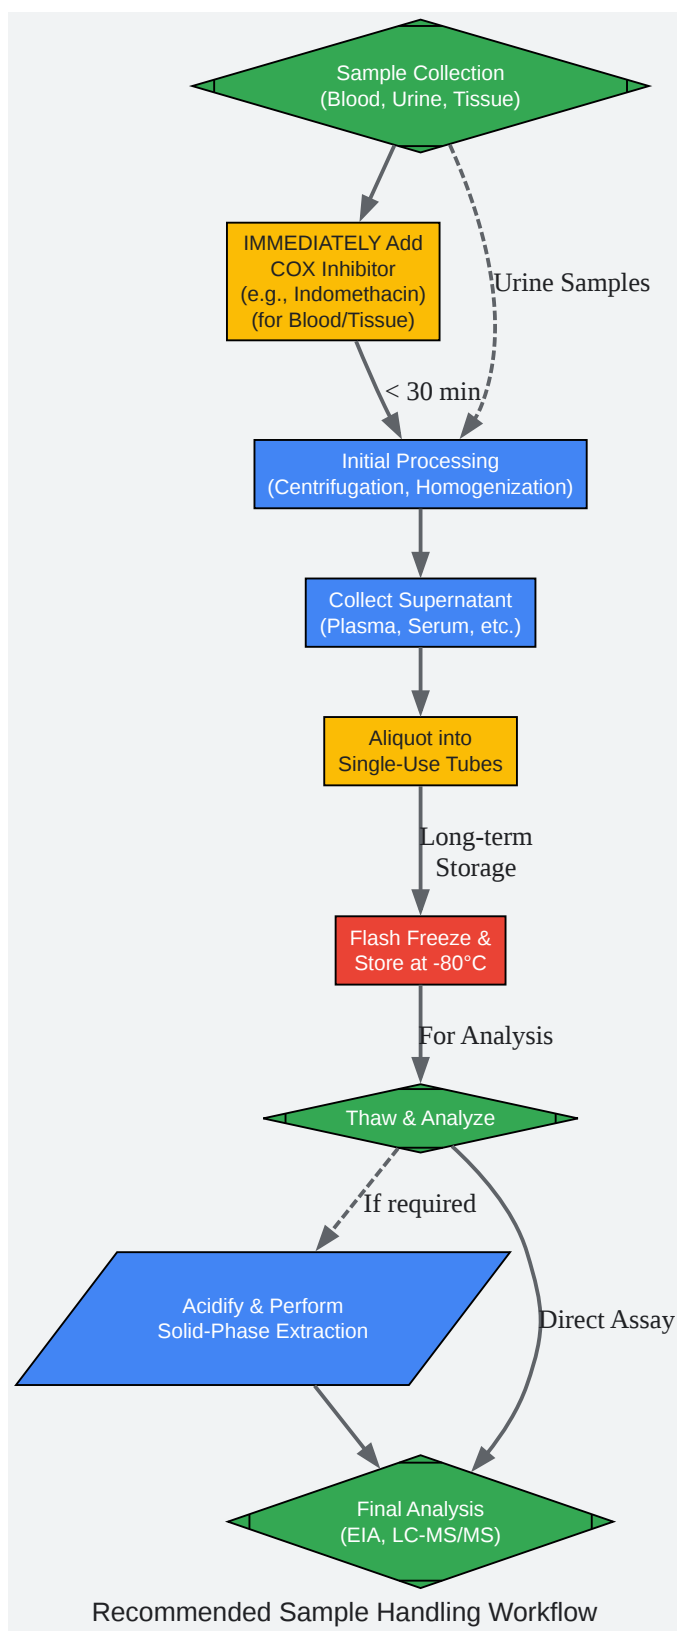 Sample Collection
(Blood, Urine, Tissue)
IMMEDIATELY Add
COX Inhibitor
(e.g., Indomethacin)
(for Blood/Tissue)
Urine Samples
< 30 min
Initial Processing
(Centrifugation, Homogenization)
Collect Supernatant
(Plasma, Serum, etc.)
Aliquot into
Single-Use Tubes
Long-term
Storage
Flash Freeze &
Store at -80°C
For Analysis
Thaw & Analyze
If required
Acidify & Perform
Solid-Phase Extraction
Direct Assay
Final Analysis
(EIA, LC-MS/MS)
Recommended Sample Handling Workflow